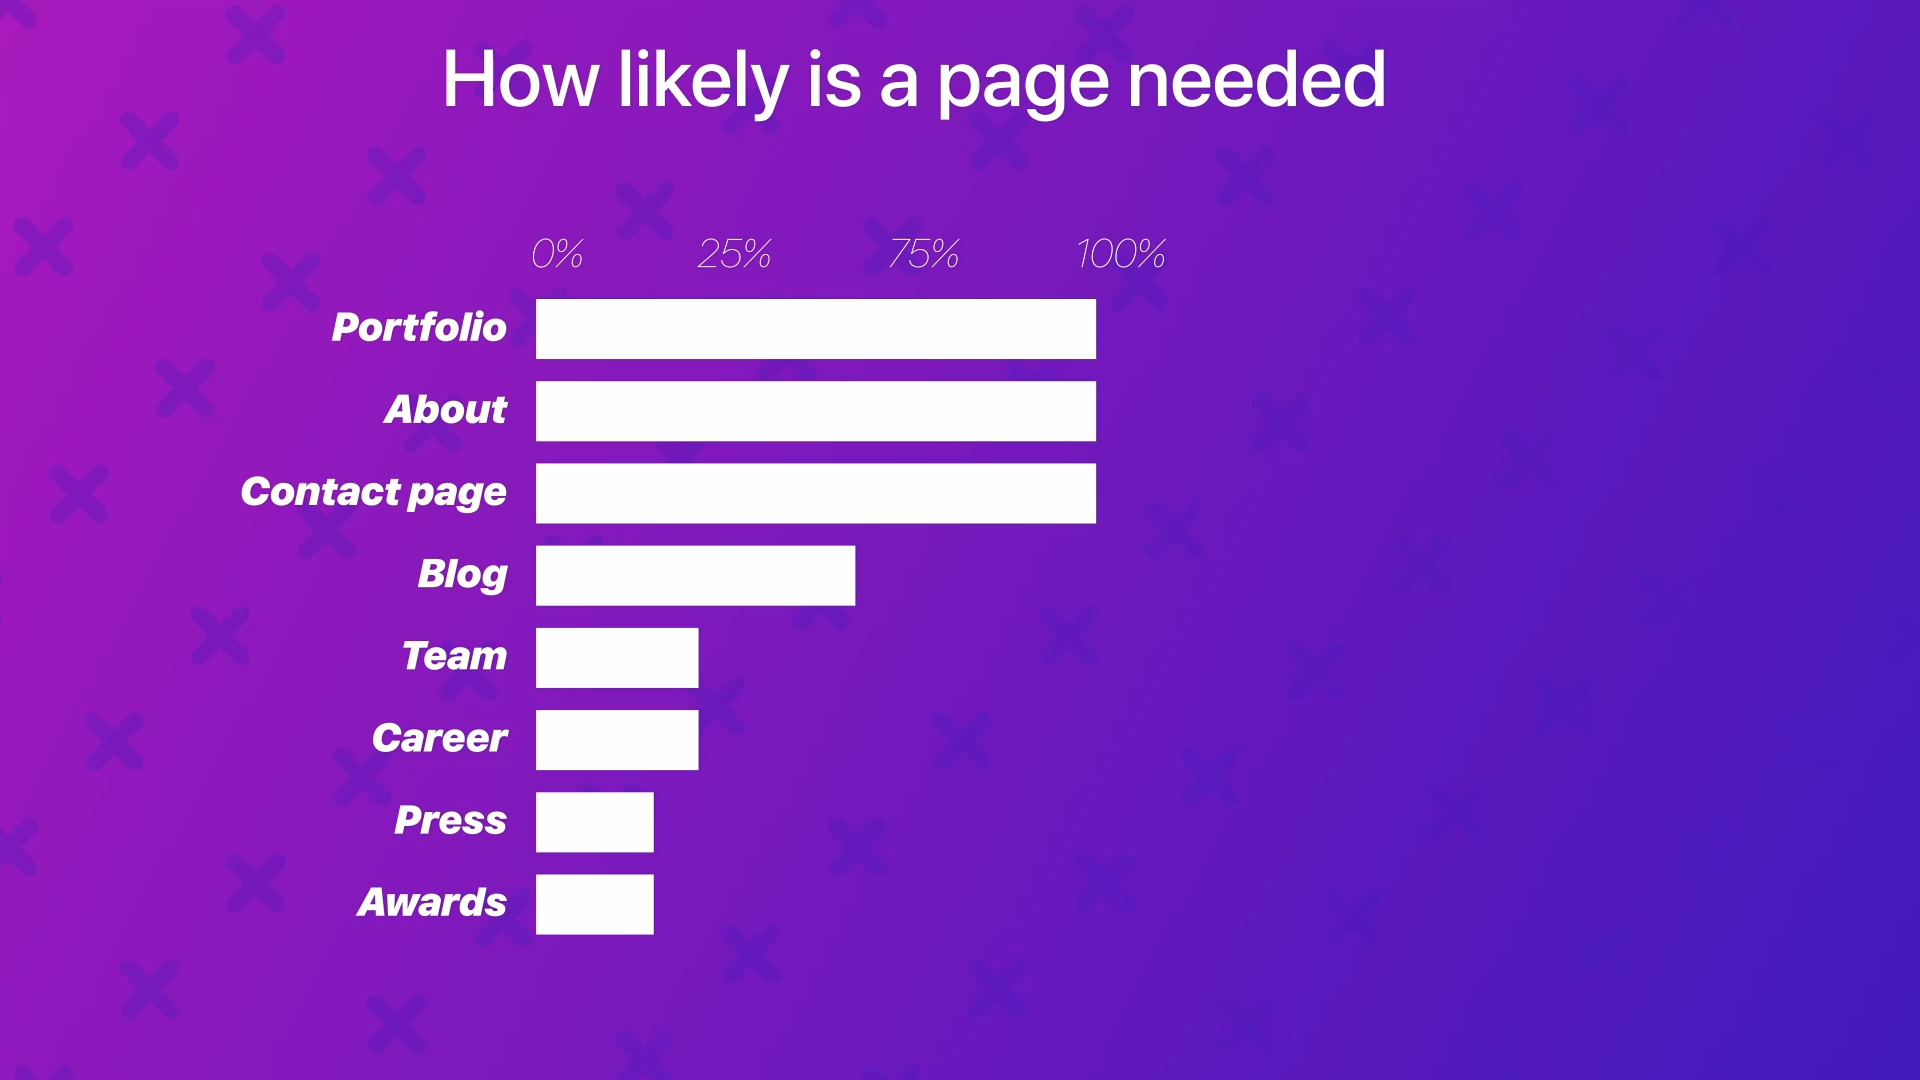 How likely is a page needed
0% 25% 75% 100%
Portfolio
About
Contact page
Blog
Team
Career
Press
Awards